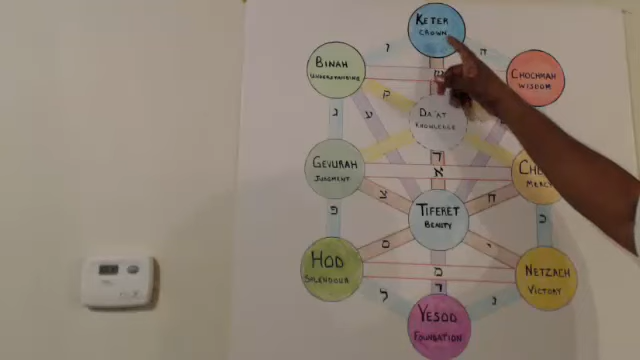 KETER
CROWN
ו
ה
BINAH
UNDERSTANDING
CHOCHMAH
WISDOM
ק
DA'AT
KNOWLEDGE
ע
ד
GEVURAH
JUDGMENT
א
MERCY
צ
ח
פ
TIFERET
BEAUTY
כ
ס
י
HOD
SPLENDOUR
NETZACH
VICTORY
ל
YESOD
FOUNDATION